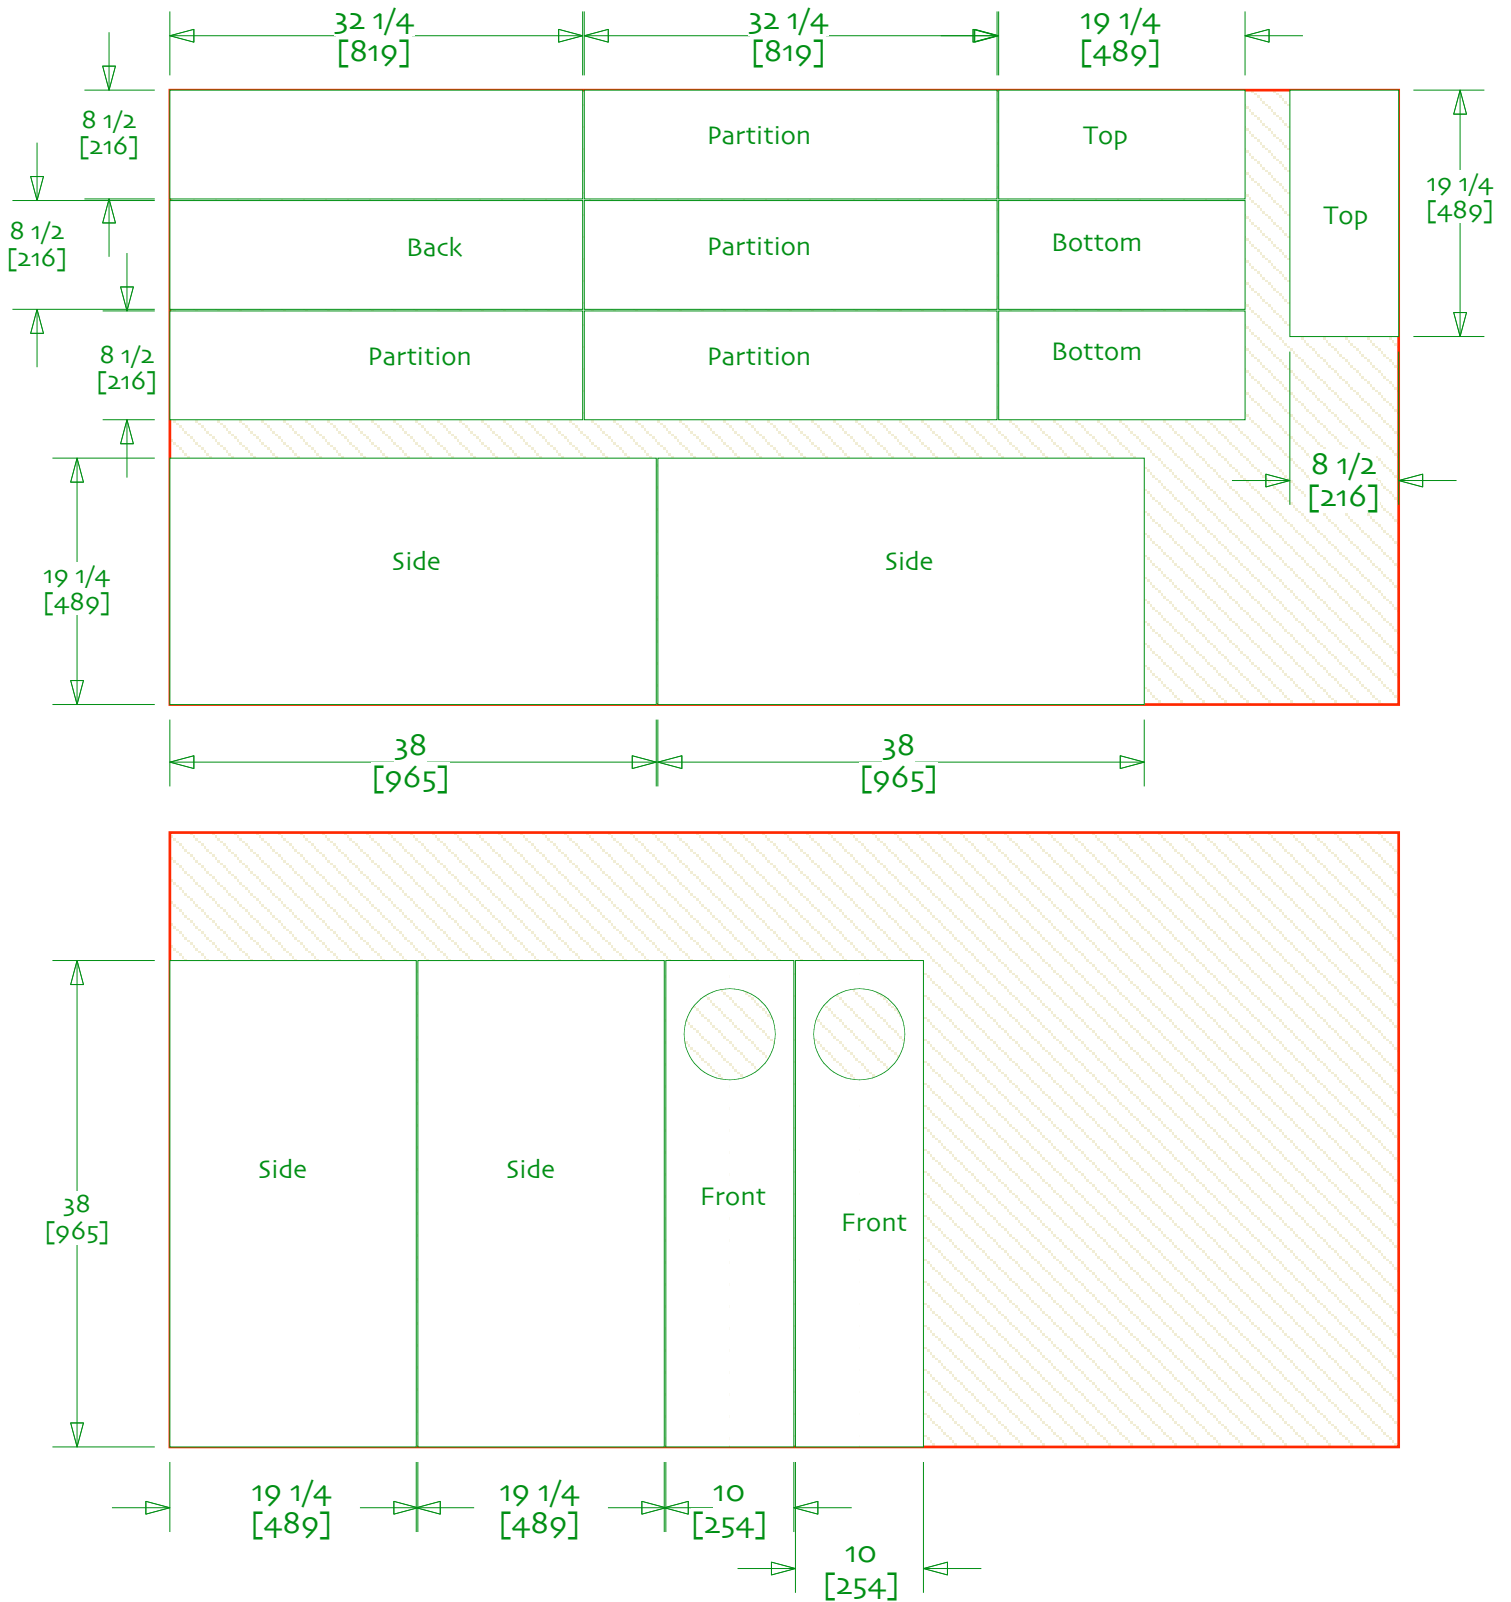 32 1/4
[819]
32 1/4
[819]
19 1/4
[489]
8 1/2
[216]
Partition
Top
19 1/4
[489]
Top
8 1/2
[216]
Back
Partition
Bottom
8 1/2
[216]
Partition
Partition
Bottom
8 1/2
[216]
Side
Side
19 1/4
[489]
38
[965]
38
[965]
Side
Side
Front
Front
38
[965]
19 1/4
[489]
19 1/4
[489]
10
[254]
10
[254]